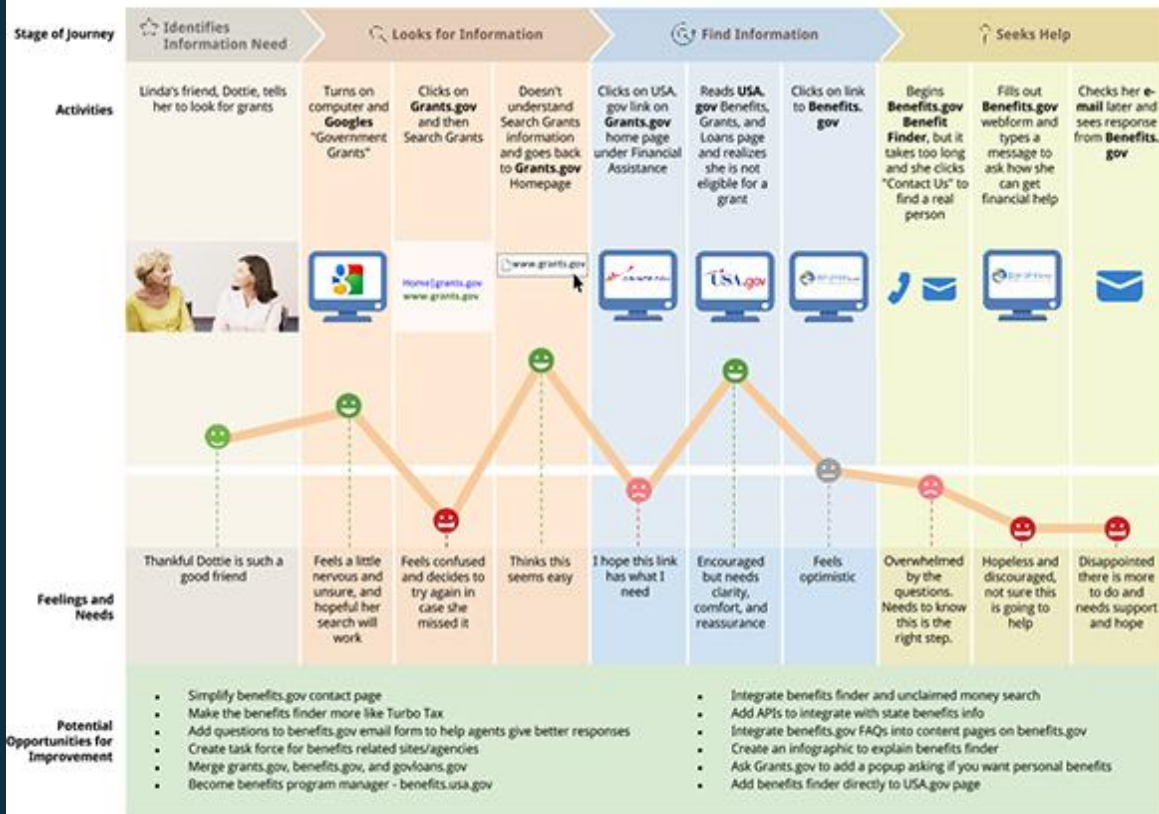 Stage of Journey
Identifies
Information Need
Looks for Information
Find Information
Seeks Help
Activities
Linda's friend, Dottie, tells
her to look for grants
Turns on
computer and
Googles
"Government
Grants"
Clicks on
Grants.gov
and then
Search Grants
Doesn't
understand
Search Grants
information
and goes back
to Grants.gov
Homepage
Clicks on USA.
gov link on
Grants.gov
home page
under Financial
Assistance
Reads USA.
gov Benefits,
Grants, and
Loans page
and realizes
she is not
eligible for a
grant
Clicks on link
to Benefits.
gov
Begins
Benefits.gov
Benefit
Finder, but it
takes too long
and she clicks
"Contact Us" to
find a real
person
Fills out
Benefits.gov
webform and
types a
message to
ask how she
can get
financial help
Checks her e-
mail later and
sees response
from Benefits.
gov
Home|grants.gov
www.grants.gov
www.grants.gov
USA.gov
Feelings and
Needs
Thankful Dottie is such a
good friend
Feels a little
nervous and
unsure, and
hopeful her
search will
work
Feels confused
and decides to
try again in
case she
missed it
Thinks this
seems easy
I hope this link
has what I
need
Encouraged
but needs
clarity,
comfort, and
reassurance
Feels
optimistic
Overwhelmed
by the
questions.
Needs to know
this is the
right step.
Hopeless and
discouraged,
not sure this
is going to
help
Disappointed
there is more
to do and
needs support
and hope
Potential
Opportunities for
Improvement
• Simplify benefits.gov contact page
• Make the benefits finder more like Turbo Tax
• Add questions to benefits.gov email form to help agents give better responses
• Create task force for benefits related sites/agencies
• Merge grants.gov, benefits.gov, and govloans.gov
• Become benefits program manager - benefits.usa.gov
• Integrate benefits finder and unclaimed money search
• Add APIs to integrate with state benefits info
• Integrate benefits.gov FAQs into content pages on benefits.gov
• Create an infographic to explain benefits finder
• Ask Grants.gov to add a popup asking if you want personal benefits
• Add benefits finder directly to USA.gov page